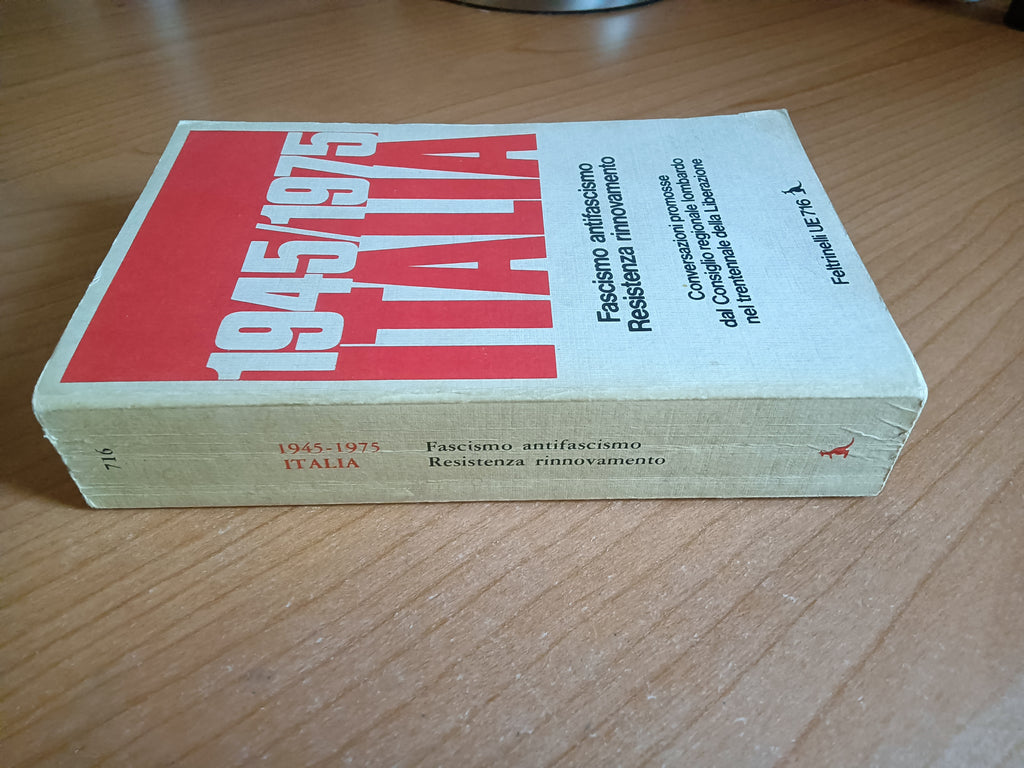 1945/1975
ITALIA
Fascismo antifascismo
Resistenza rinnovamento
Conversazioni promosse
dal Consiglio regionale lombardo
nel trentennale della Liberazione
Feltrinelli UE 716
716
1945-1975
ITALIA
Fascismo antifascismo
Resistenza rinnovamento